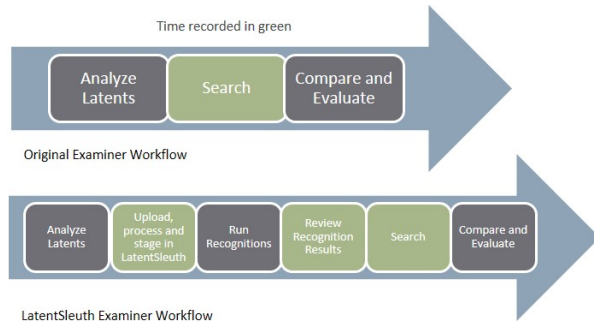 Time recorded in green
Analyze
Latents
Search
Compare and
Evaluate
Original Examiner Workflow
Analyze
Latents
Upload,
process and
stage in
LatentSleuth
Run
Recognitions
Review
Recognition
Results
Search
Compare and
Evaluate
LatentSleuth Examiner Workflow